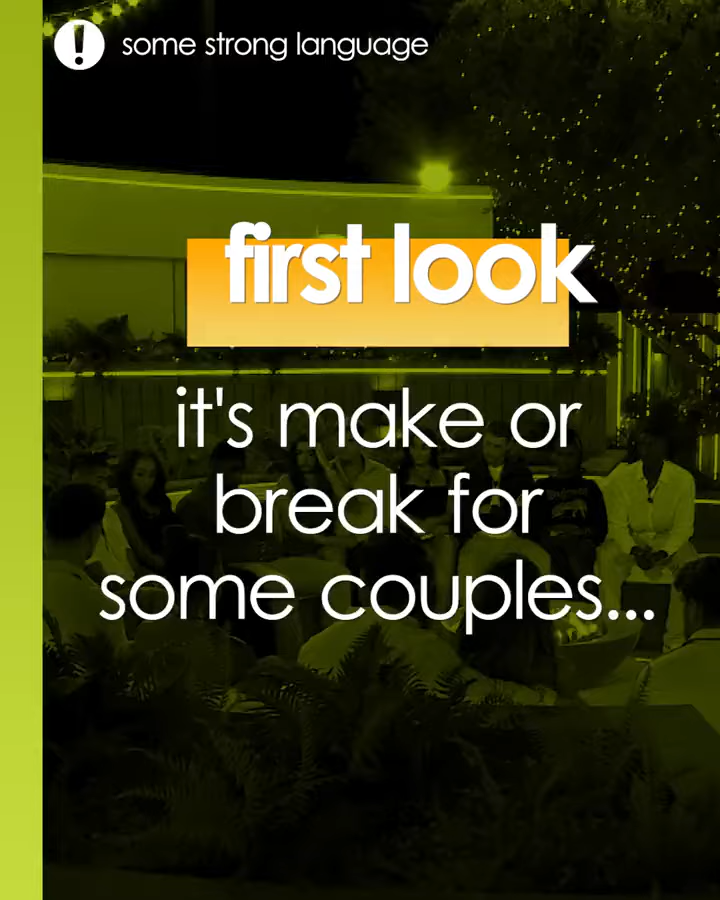 ! some strong language
first look
it's make or
break for
some couples...